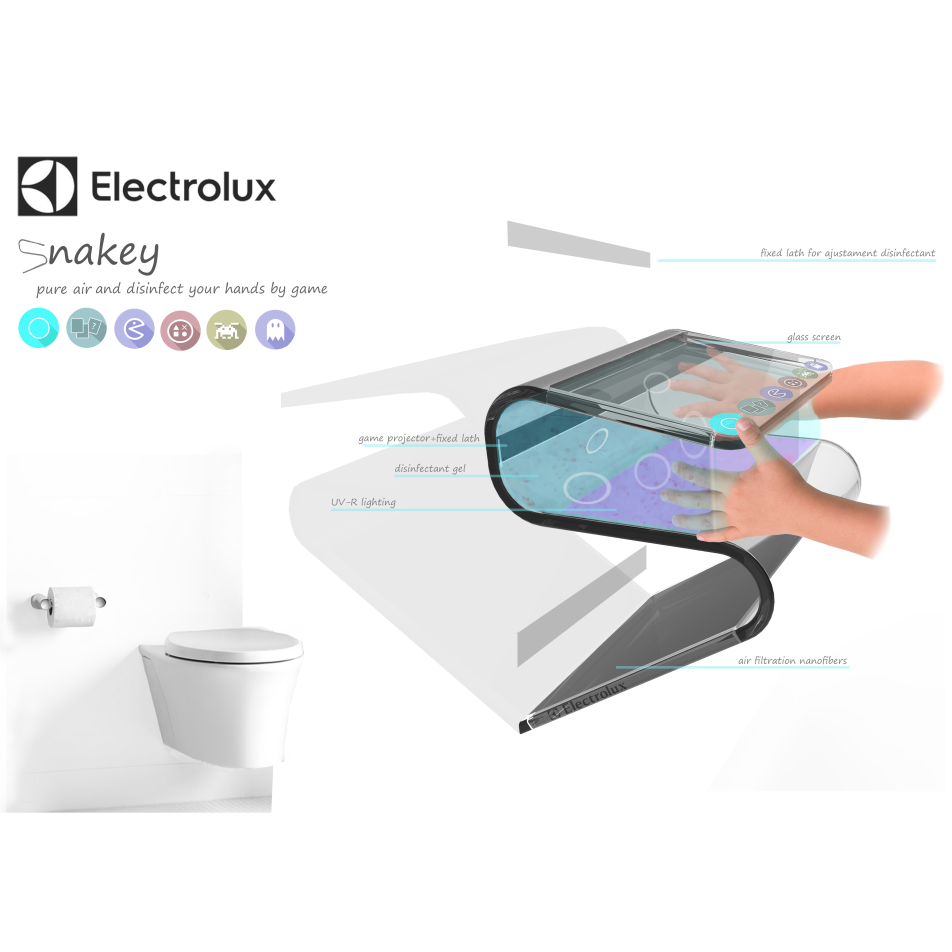 Electrolux
Snakey
pure air and disinfect your hands by game
?
fixed lath for ajustament disinfectant
glass screen
game projector+fixed lath
disinfectant gel
UV-R lighting
air filtration nanofibers
Electrolux